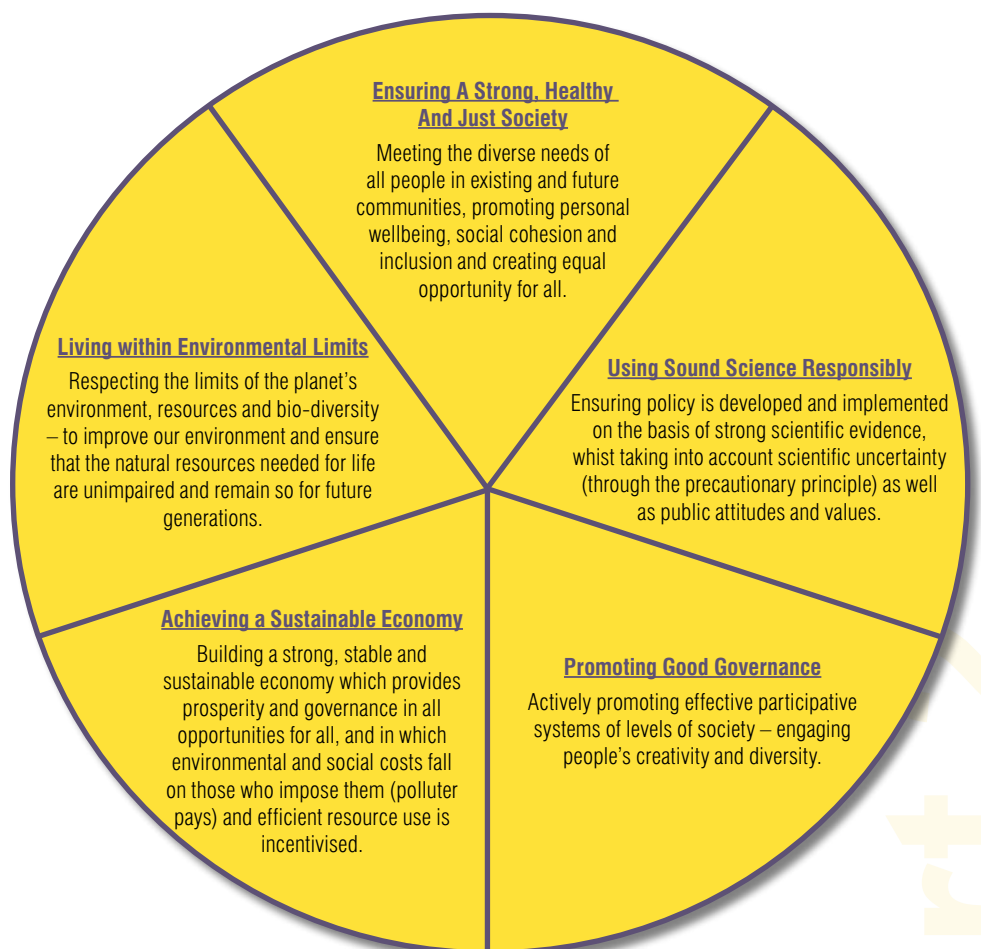 Ensuring A Strong, Healthy
And Just Society
Meeting the diverse needs of
all people in existing and future
communities, promoting personal
wellbeing, social cohesion and
inclusion and creating equal
opportunity for all.
Living within Environmental Limits
Respecting the limits of the planet's
environment, resources and bio-diversity
– to improve our environment and ensure
that the natural resources needed for life
are unimpaired and remain so for future
generations.
Using Sound Science Responsibly
Ensuring policy is developed and implemented
on the basis of strong scientific evidence,
whist taking into account scientific uncertainty
(through the precautionary principle) as well
as public attitudes and values.
Achieving a Sustainable Economy
Building a strong, stable and
sustainable economy which provides
prosperity and governance in all
opportunities for all, and in which
environmental and social costs fall
on those who impose them (polluter
pays) and efficient resource use is
incentivised.
Promoting Good Governance
Actively promoting effective participative
systems of levels of society – engaging
people's creativity and diversity.